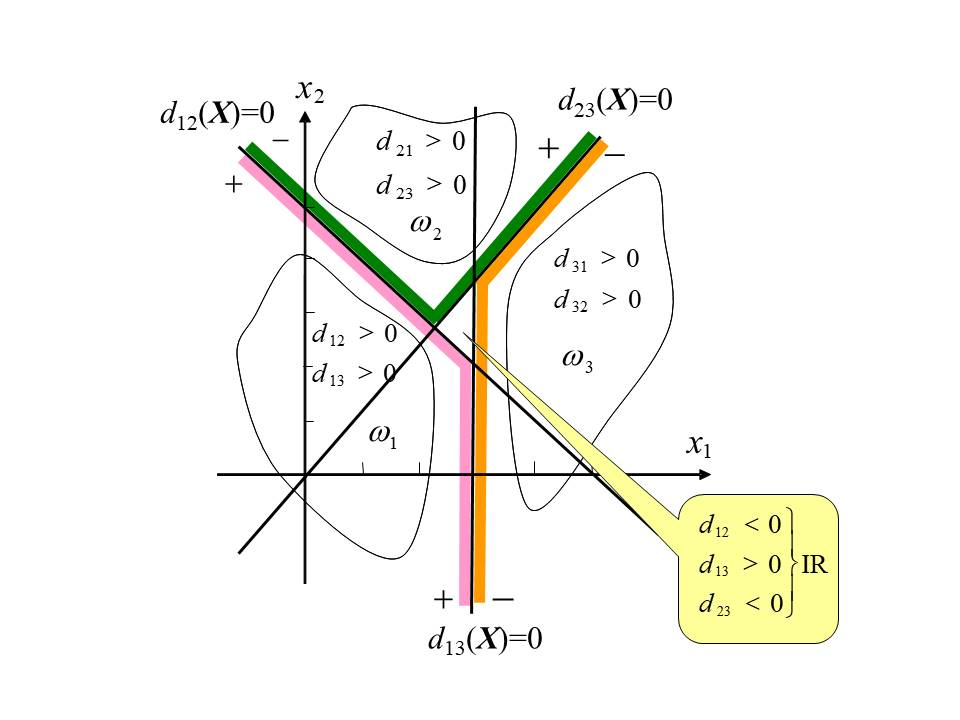 x₂
d₁₂(X)=0
d₂₃(X)=0
−
+
d₂₁ > 0
d₂₃ > 0
ω₂
+
−
d₃₁ > 0
d₃₂ > 0
ω₃
d₁₂ > 0
d₁₃ > 0
ω₁
x₁
d₁₂ < 0
d₁₃ > 0 } IR
d₂₃ < 0
+ −
d₁₃(X)=0